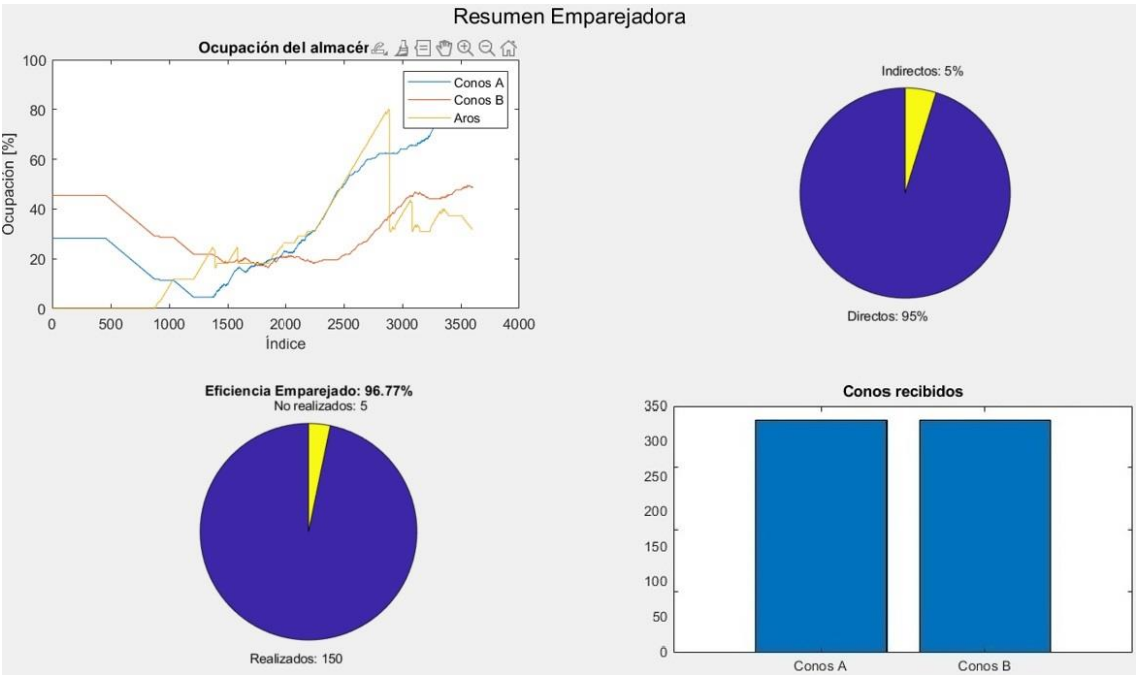 Resumen Emparejadora
Ocupación del almacér
100
80
60
40
20
0
Ocupación [%]
0 500 1000 1500 2000 2500 3000 3500 4000
Índice
Conos A
Conos B
Aros
Indirectos: 5%
Directos: 95%
Eficiencia Emparejado: 96.77%
No realizados: 5
Realizados: 150
Conos recibidos
350
300
250
200
150
100
50
0
Conos A Conos B